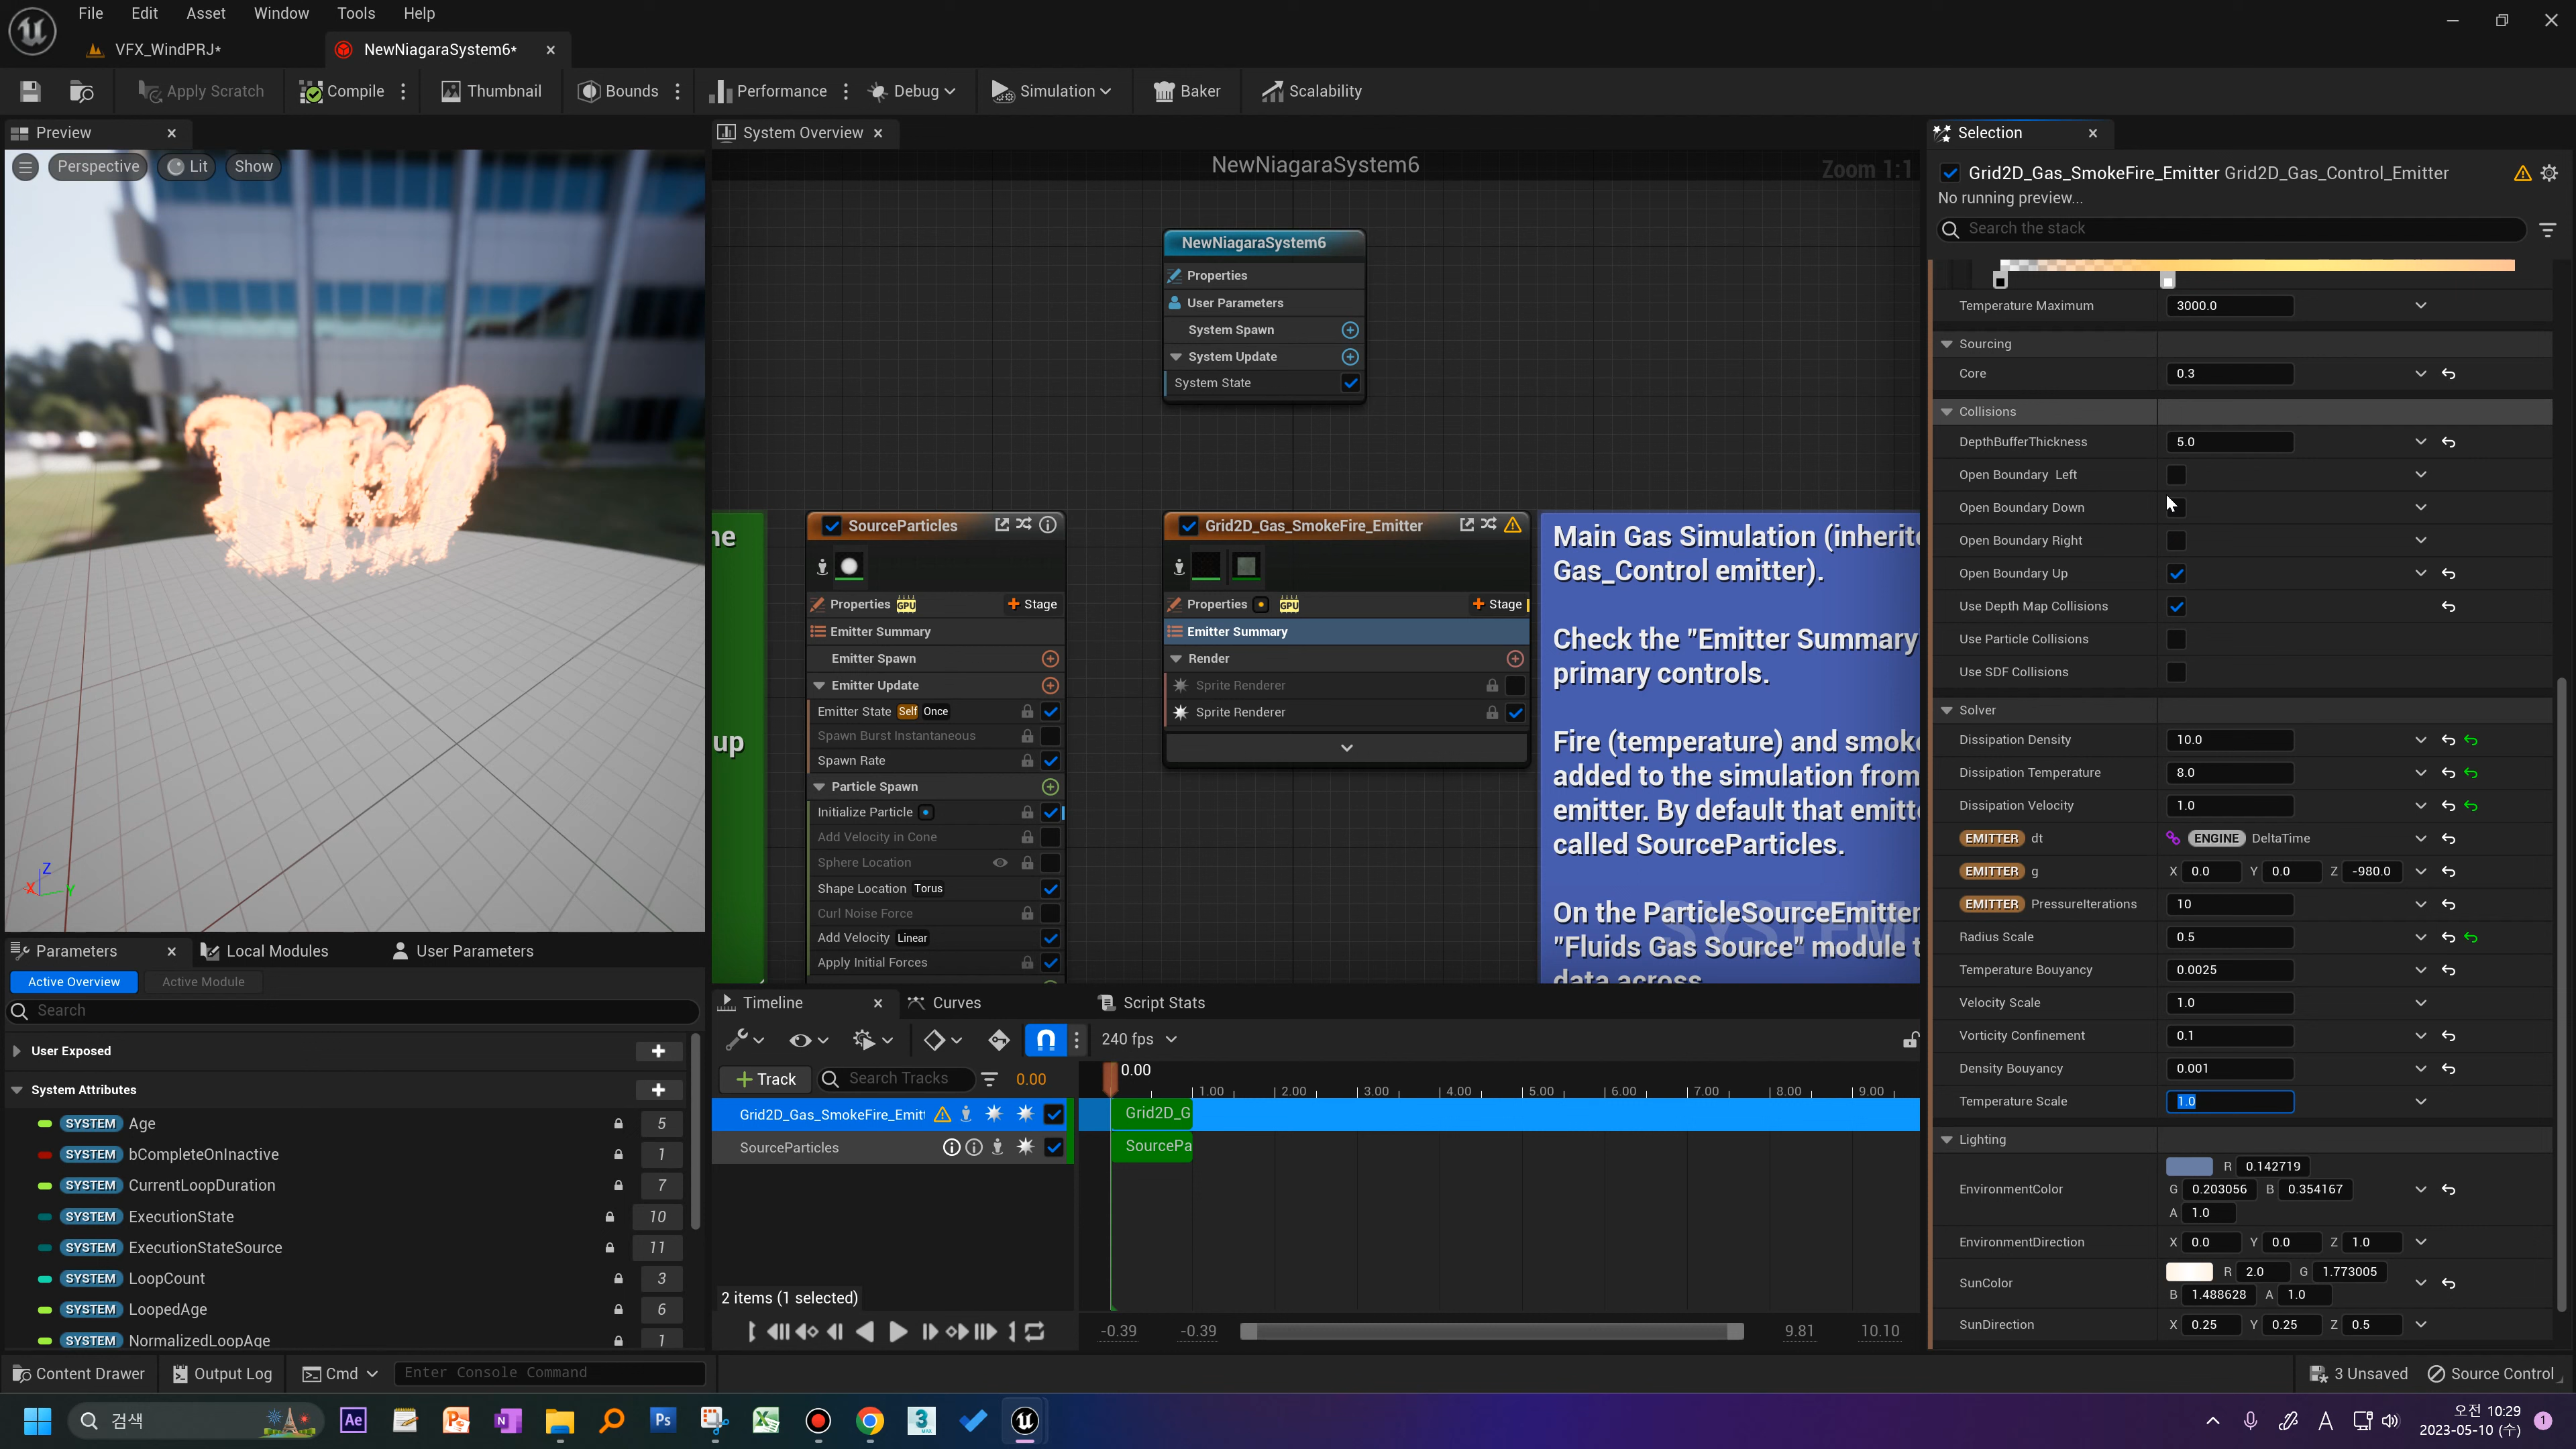 File Edit Asset Window Tools Help
VFX_WindPRJ* NewNiagaraSystem6*
Apply Scratch Compile Thumbnail Bounds Performance Debug Simulation Baker Scalability
Preview
Perspective Lit Show
System Overview
NewNiagaraSystem6
Zoom 1:1
NewNiagaraSystem6
Properties
User Parameters
System Spawn
System Update
System State
up
SourceParticles
Properties GPU Stage
Emitter Summary
Emitter Spawn
Emitter Update
Emitter State Self Once
Spawn Burst Instantaneous
Spawn Rate
Particle Spawn
Initialize Particle
Add Velocity in Cone
Sphere Location
Shape Location Torus
Curl Noise Force
Add Velocity Linear
Apply Initial Forces
Grid2D_Gas_SmokeFire_Emitter
Properties GPU Stage
Emitter Summary
Render
Sprite Renderer
Sprite Renderer
Main Gas Simulation (inherite
Gas_Control emitter).
Check the "Emitter Summary
primary controls.
Fire (temperature) and smoke
added to the simulation from
emitter. By default that emitte
called SourceParticles.
On the ParticleSourceEmitter
"Fluids Gas Source" module t
data across
SYSTEM
Selection
Grid2D_Gas_SmokeFire_Emitter Grid2D_Gas_Control_Emitter
No running preview...
Search the stack
Temperature Maximum 3000.0
Sourcing
Core 0.3
Collisions
DepthBufferThickness 5.0
Open Boundary Left
Open Boundary Down
Open Boundary Right
Open Boundary Up
Use Depth Map Collisions
Use Particle Collisions
Use SDF Collisions
Solver
Dissipation Density 10.0
Dissipation Temperature 8.0
Dissipation Velocity 1.0
EMITTER dt ENGINE DeltaTime
EMITTER g X 0.0 Y 0.0 Z -980.0
EMITTER PressureIterations 10
Radius Scale 0.5
Temperature Bouyancy 0.0025
Velocity Scale 1.0
Vorticity Confinement 0.1
Density Bouyancy 0.001
Temperature Scale 1.0
Lighting
R 0.142719
EnvironmentColor G 0.203056 B 0.354167
A 1.0
EnvironmentDirection X 0.0 Y 0.0 Z 1.0
SunColor R 2.0 G 1.773005
B 1.488628 A 1.0
SunDirection X 0.25 Y 0.25 Z 0.5
Z X Y
Parameters Local Modules User Parameters
Active Overview Active Module
Search
User Exposed
System Attributes
SYSTEM Age 5
SYSTEM bCompleteOnInactive 1
SYSTEM CurrentLoopDuration 7
SYSTEM ExecutionState 10
SYSTEM ExecutionStateSource 11
SYSTEM LoopCount 3
SYSTEM LoopedAge 6
SYSTEM NormalizedLoopAge 1
Timeline Curves Script Stats
240 fps
Track Search Tracks 0.00
0.00
1.00 2.00 3.00 4.00 5.00 6.00 7.00 8.00 9.00
Grid2D_Gas_SmokeFire_Emitt Grid2D_G
SourceParticles SourcePa
2 items (1 selected)
-0.39 -0.39 9.81 10.10
Content Drawer Output Log Cmd Enter Console Command 3 Unsaved Source Control
검색 Ae Ps 3 A 오전 10:29
2023-05-10 (수) 1